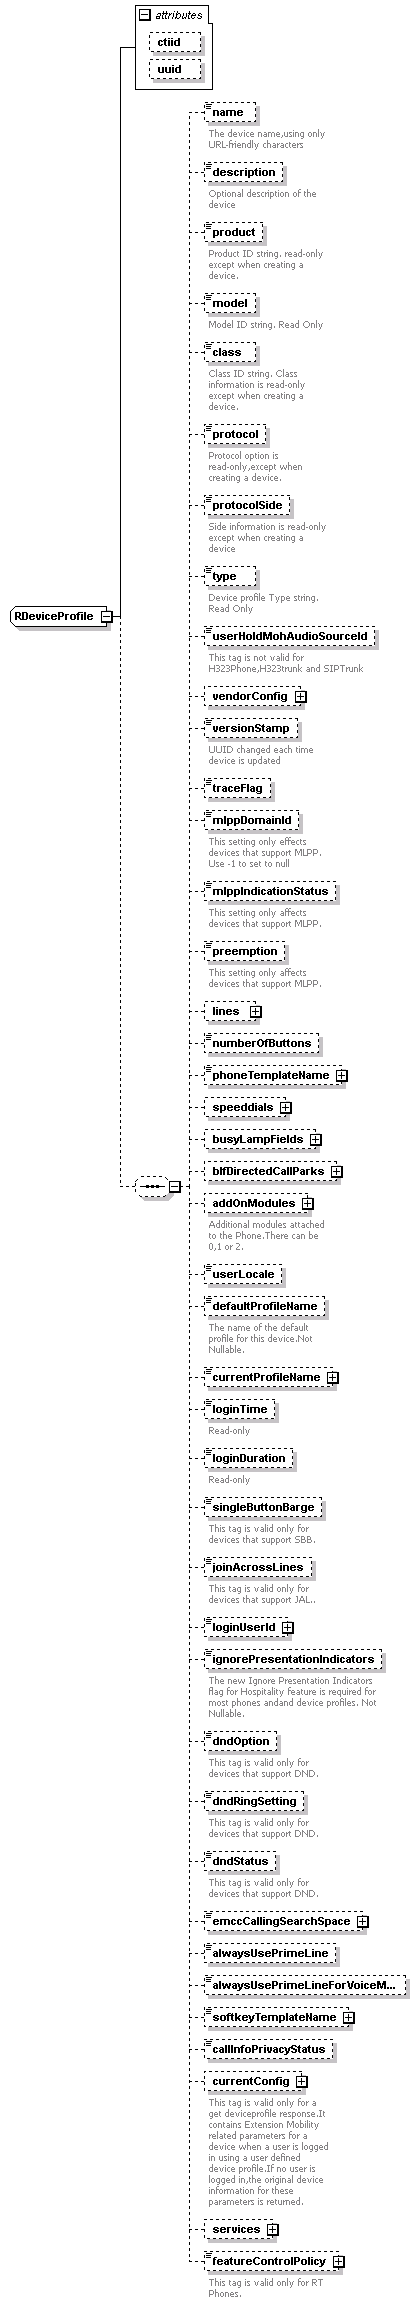 attributes
ctiid
uuid
name
The device name,using only
URL-friendly characters
description
Optional description of the
device
product
Product ID string. read-only
except when creating a
device.
model
Model ID string. Read Only
class
Class ID string. Class
information is read-only
except when creating a
device.
protocol
Protocol option is
read-only,except when
creating a device.
protocolSide
Side information is read-only
except when creating a
device
type
Device profile Type string.
Read Only
RDeviceProfile
userHoldMohAudioSourceId
This tag is not valid for
H323Phone,H323trunk and SIPTrunk
vendorConfig
versionStamp
UUID changed each time
device is updated
traceFlag
mlppDomainId
This setting only effects
devices that support MLPP.
Use -1 to set to null
mlppIndicationStatus
This setting only affects
devices that support MLPP.
preemption
This setting only affects
devices that support MLPP.
lines
numberOfButtons
phoneTemplateName
speeddials
busyLampFields
blfDirectedCallParks
addOnModules
Additional modules attached
to the Phone.There can be
0,1 or 2.
userLocale
defaultProfileName
The name of the default
profile for this device.Not
Nullable.
currentProfileName
loginTime
Read-only
loginDuration
Read-only
singleButtonBarge
This tag is valid only for
devices that support SBB.
joinAcrossLines
This tag is valid only for
devices that support JAL..
loginUserId
ignorePresentationIndicators
The new Ignore Presentation Indicators
flag for Hospitality feature is required for
most phones andand device profiles. Not
Nullable.
dndOption
This tag is valid only for
devices that support DND.
dndRingSetting
This tag is valid only for
devices that support DND.
dndStatus
This tag is valid only for
devices that support DND.
emccCallingSearchSpace
alwaysUsePrimeLine
alwaysUsePrimeLineForVoiceM...
softkeyTemplateName
callInfoPrivacyStatus
currentConfig
This tag is valid only for a
get deviceprofile response.It
contains Extension Mobility
related parameters for a
device when a user is logged
in using a user defined
device profile.If no user is
logged in,the original device
information for these
parameters is returned.
services
featureControlPolicy
This tag is valid only for RT
Phones.